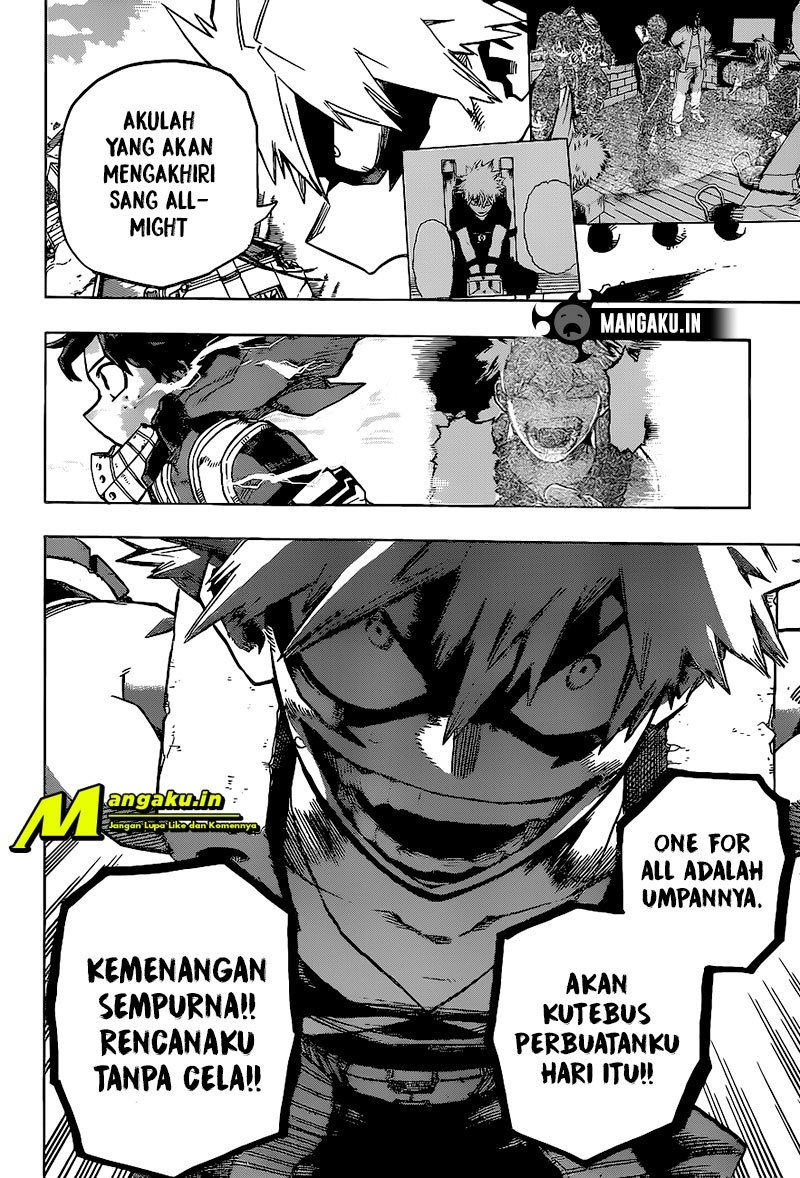 AKULAH
YANG AKAN
MENGAKHIRI
SANG ALL-
MIGHT
MANGAKU.IN
Mangaku.in
Jangan Lupa Like dan Komennya
ONE FOR
ALL ADALAH
UMPANNYA.
AKAN
KUTEBUS
PERBUATANKU
HARI ITU!!
KEMENANGAN
SEMPURNA!!
RENCANAKU
TANPA CELA!!